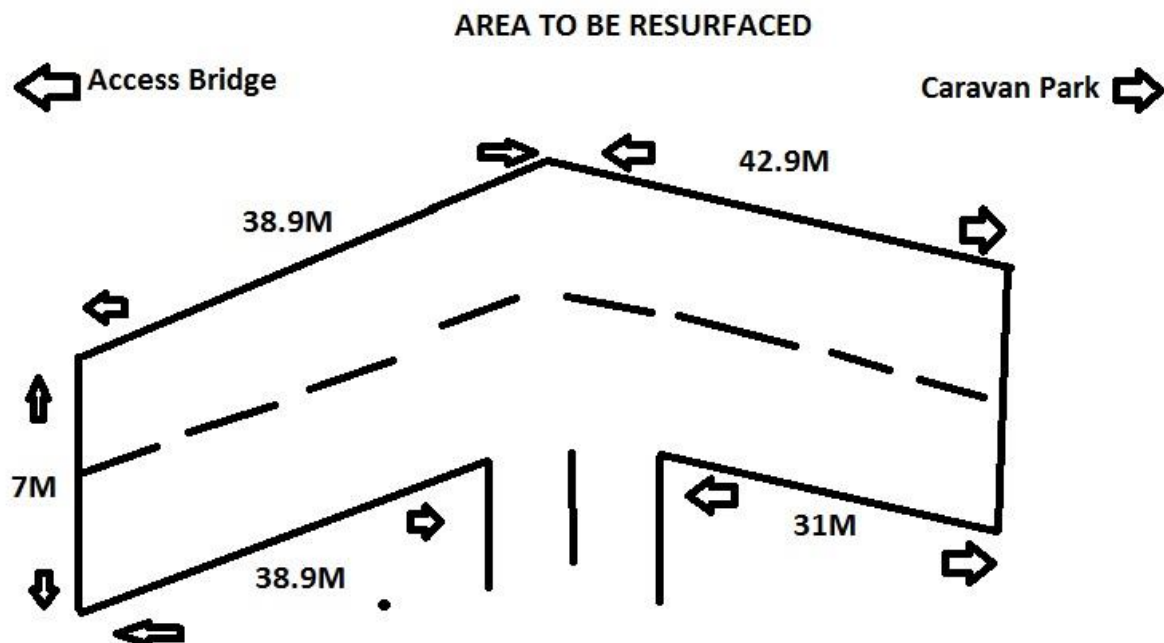 AREA TO BE RESURFACED
Access Bridge
Caravan Park
42.9M
38.9M
7M
31M
38.9M